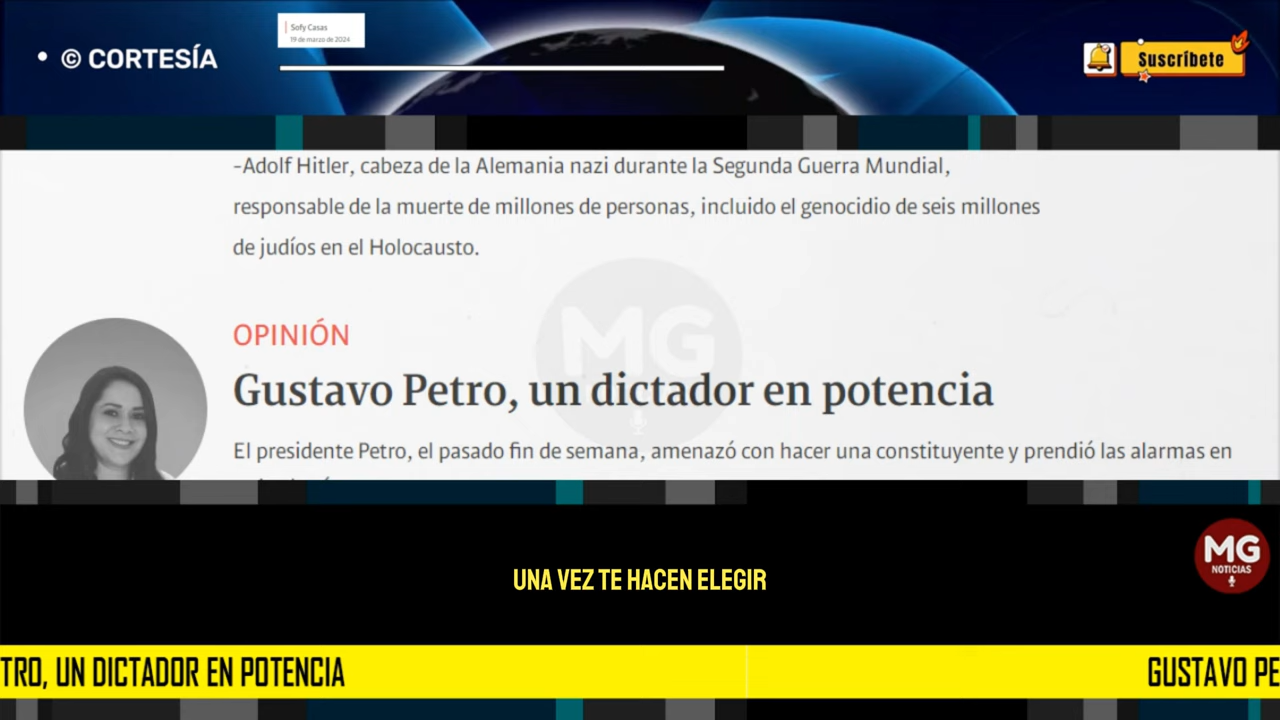 • © CORTESÍA
Sofy Casas
19 de marzo de 2024
Suscríbete
-Adolf Hitler, cabeza de la Alemania nazi durante la Segunda Guerra Mundial,
responsable de la muerte de millones de personas, incluido el genocidio de seis millones
de judíos en el Holocausto.
MG
OPINIÓN
Gustavo Petro, un dictador en potencia
El presidente Petro, el pasado fin de semana, amenazó con hacer una constituyente y prendió las alarmas en
UNA VEZ TE HACEN ELEGIR
MG
NOTICIAS
TRO, UN DICTADOR EN POTENCIA
GUSTAVO PE